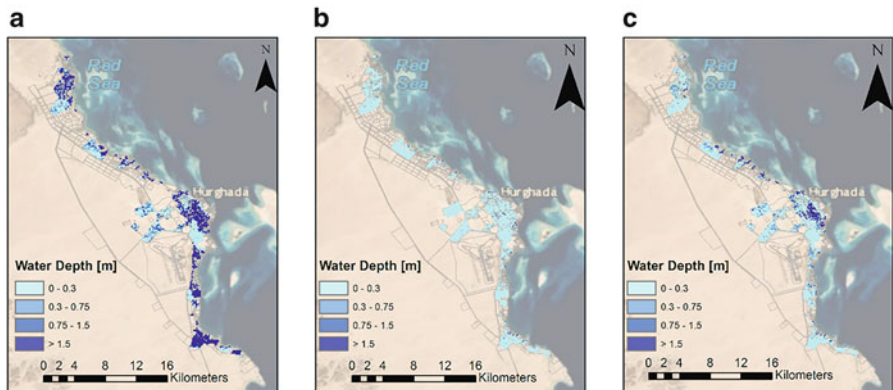 a
N
Red
Sea
Hurghada
Water Depth [m]
0 - 0.3
0.3 - 0.75
0.75 - 1.5
> 1.5
0 2 4 8 12 16
Kilometers
b
N
Red
Sea
Hurghada
Water Depth [m]
0 - 0.3
0.3 - 0.75
0.75 - 1.5
> 1.5
0 2 4 8 12 16
Kilometers
c
N
Red
Sea
Hurghada
Water Depth [m]
0 - 0.3
0.3 - 0.75
0.75 - 1.5
> 1.5
0 2 4 8 12 16
Kilometers